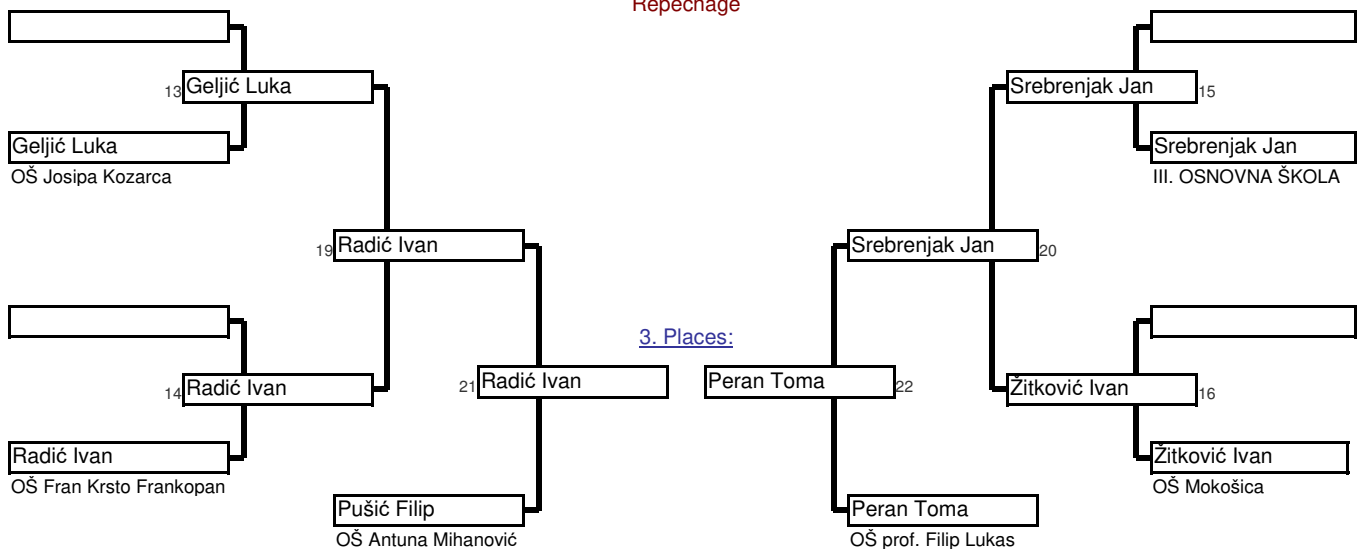 Repechage
13 Geljić Luka
Srebrenjak Jan 15
Geljić Luka
OŠ Josipa Kozarca
Srebrenjak Jan
III. OSNOVNA ŠKOLA
19 Radić Ivan
Srebrenjak Jan 20
3. Places:
14 Radić Ivan
21 Radić Ivan
Peran Toma 22
Žitković Ivan 16
Radić Ivan
OŠ Fran Krsto Frankopan
Žitković Ivan
OŠ Mokošica
Pušić Filip
OŠ Antuna Mihanović
Peran Toma
OŠ prof. Filip Lukas